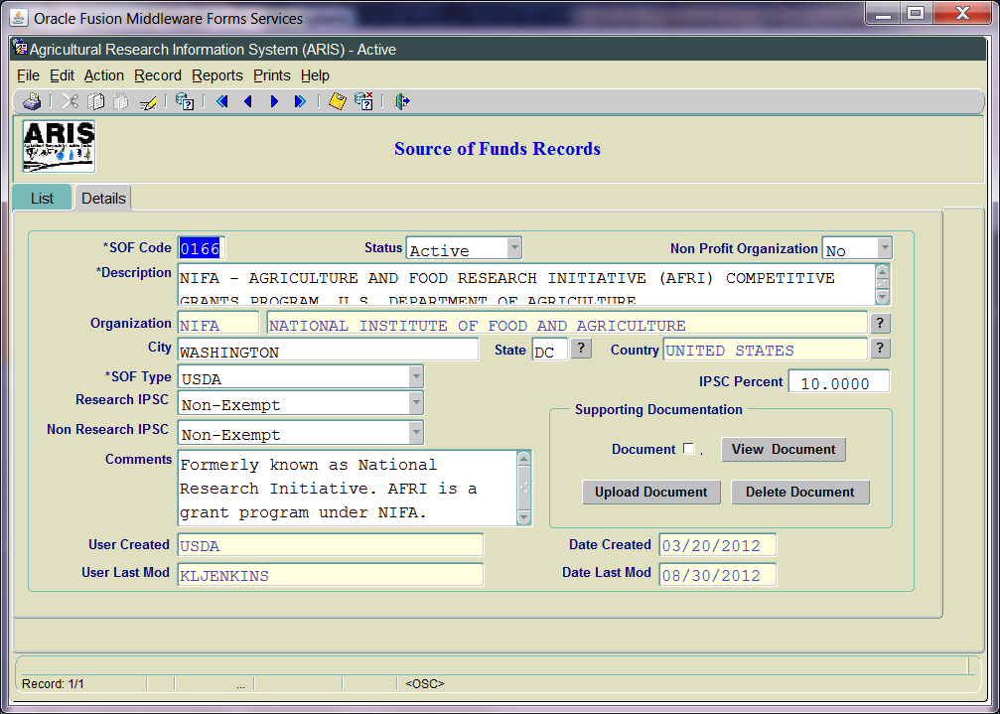 Oracle Fusion Middleware Forms Services
Agricultural Research Information System (ARIS) - Active
File Edit Action Record Reports Prints Help
ARIS
Source of Funds Records
List Details
*SOF Code 0166 Status Active Non Profit Organization No
*Description NIFA - AGRICULTURE AND FOOD RESEARCH INITIATIVE (AFRI) COMPETITIVE
GRANTS PROGRAM, U.S. DEPARTMENT OF AGRICULTURE
Organization NIFA NATIONAL INSTITUTE OF FOOD AND AGRICULTURE ?
City WASHINGTON State DC ? Country UNITED STATES ?
*SOF Type USDA IPSC Percent 10.0000
Research IPSC Non-Exempt
Supporting Documentation
Non Research IPSC Non-Exempt
Document . View Document
Comments Formerly known as National
Research Initiative. AFRI is a
grant program under NIFA.
Upload Document Delete Document
User Created USDA Date Created 03/20/2012
User Last Mod KLJENKINS Date Last Mod 08/30/2012
Record: 1/1 ... <OSC>